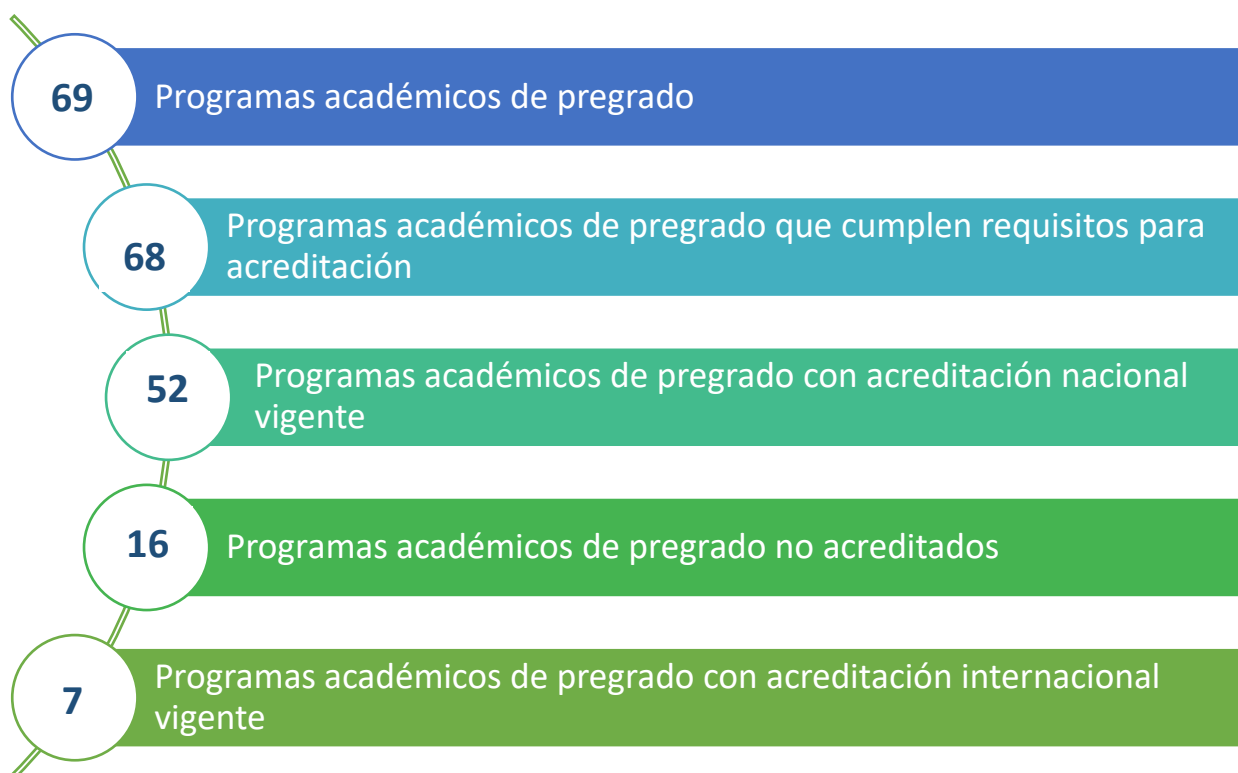 69
Programas académicos de pregrado
68
Programas académicos de pregrado que cumplen requisitos para
acreditación
52
Programas académicos de pregrado con acreditación nacional
vigente
16
Programas académicos de pregrado no acreditados
7
Programas académicos de pregrado con acreditación internacional
vigente